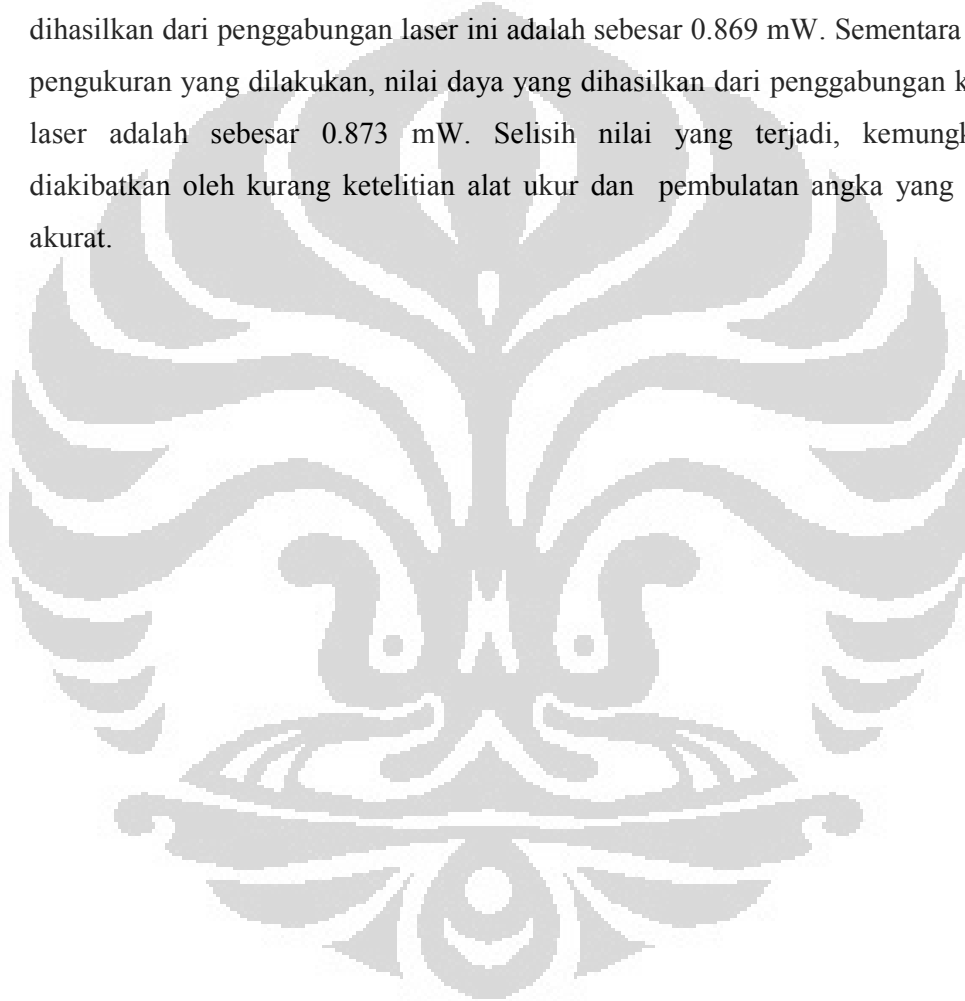 dihasilkan dari penggabungan laser ini adalah sebesar 0.869 mW. Sementara
pengukuran yang dilakukan, nilai daya yang dihasilkan dari penggabungan
laser adalah sebesar 0.873 mW. Selisih nilai yang terjadi,
diakibatkan oleh kurang ketelitian alat ukur dan pembulatan angka yang
akurat.